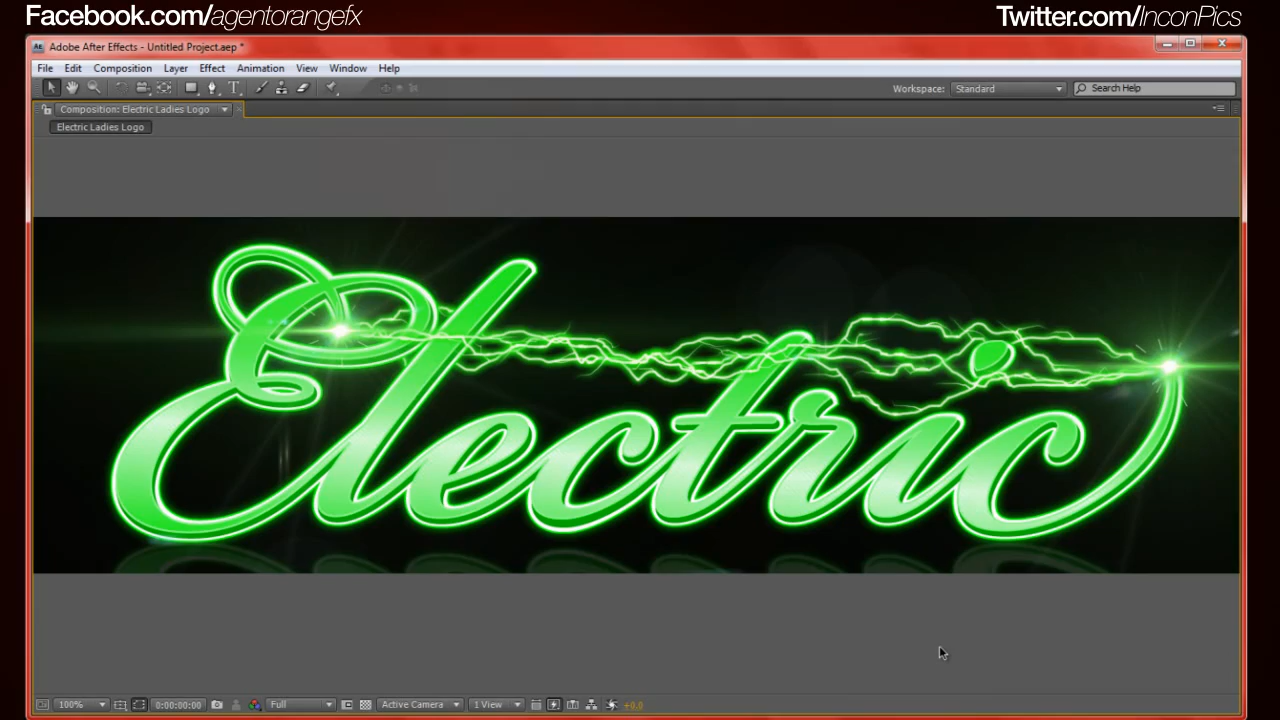 Facebook.com/agentorangefx
Twitter.com/InconPics
Adobe After Effects - Untitled Project.aep *
File Edit Composition Layer Effect Animation View Window Help
Workspace: Standard Search Help
Composition: Electric Ladies Logo
Electric Ladies Logo
Electric
100% 0:00:00:00 Full Active Camera 1 View +0.0